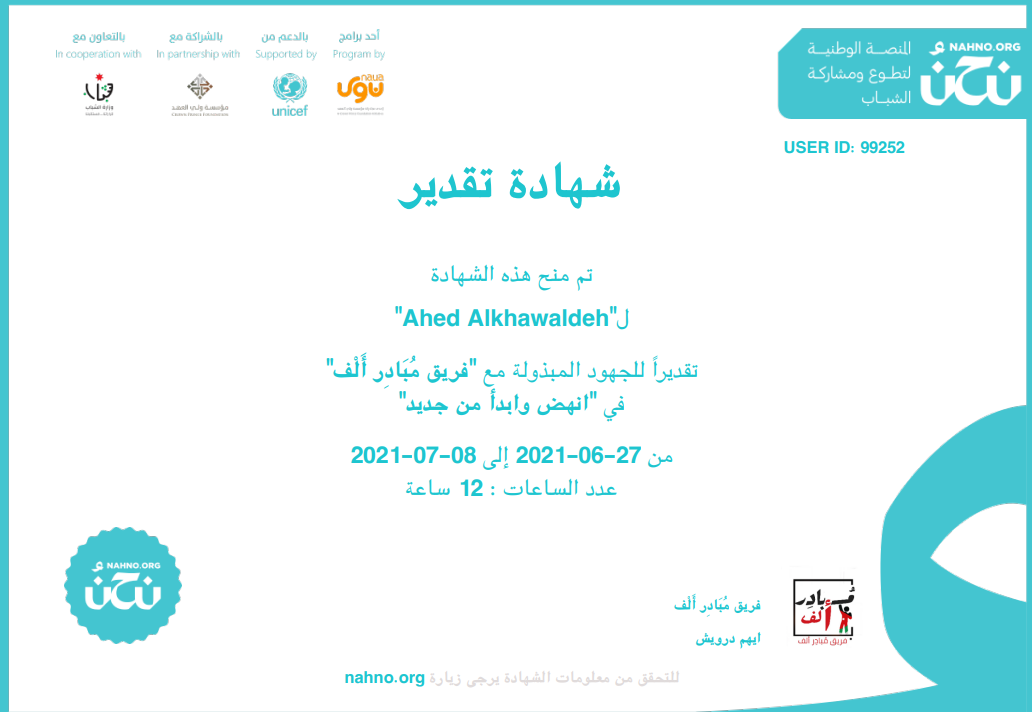 المنصـة الوطنيـة
لتطـوع ومشاركـة
الشبـاب
NAHNO.ORG
نحنُ
أحد برامج
Program by
naua
نوى
بالدعم من
Supported by
unicef
بالشراكة مع
In partnership with
مؤسسة ولي العهد
CROWN PRINCE FOUNDATION
بالتعاون مع
In cooperation with
وزارة الشباب
USER ID: 99252
شهادة تقدير
تم منح هذه الشهادة
ل"Ahed Alkhawaldeh"
تقديراً للجهود المبذولة مع "فريق مُبَادِر أَلْف"
في "انهض وابدأ من جديد"
من 27-06-2021 إلى 08-07-2021
عدد الساعات : 12 ساعة
NAHNO.ORG
نحنُ
فريق مُبَادِر أَلْف
ايهم درويش
مُبادِر
ألف
فريق مُبادِر ألف
للتحقق من معلومات الشهادة يرجى زيارة nahno.org